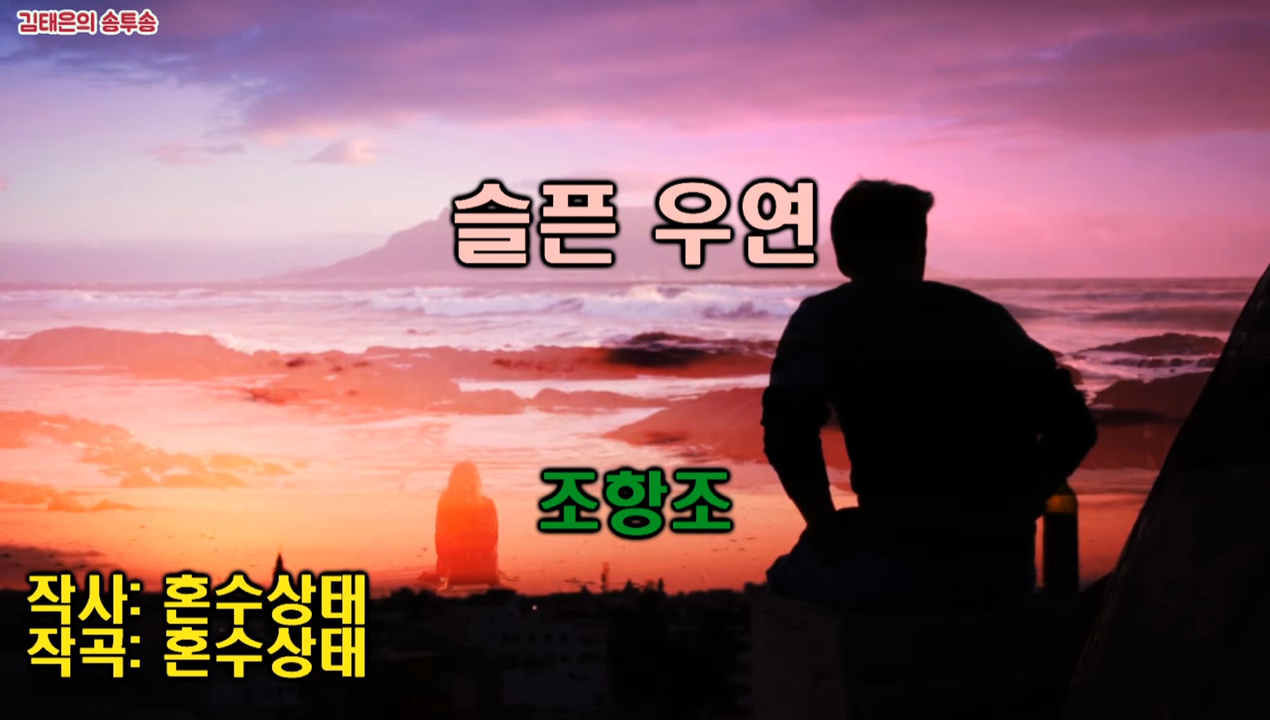 김태은의 송투송
슬픈 우연
조항조
작사: 혼수상태
작곡: 혼수상태